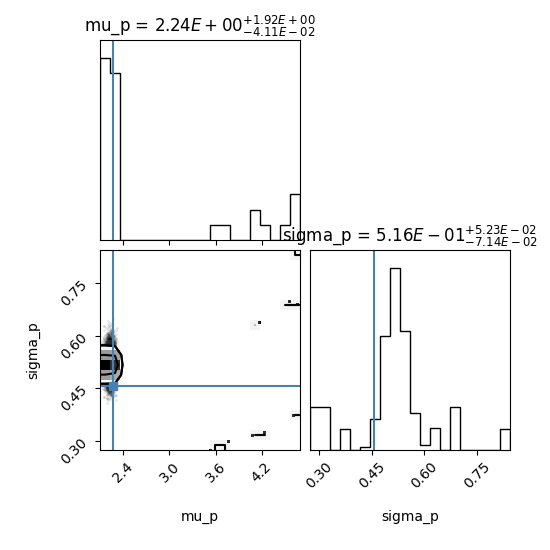 mu_p = 2.24E + 00+1.92E+00−4.11E−02
sigma_p = 5.16E − 01+5.23E−02−7.14E−02
sigma_p
0.75
0.60
0.45
0.30
2.4 3.0 3.6 4.2
0.30 0.45 0.60 0.75
mu_p
sigma_p